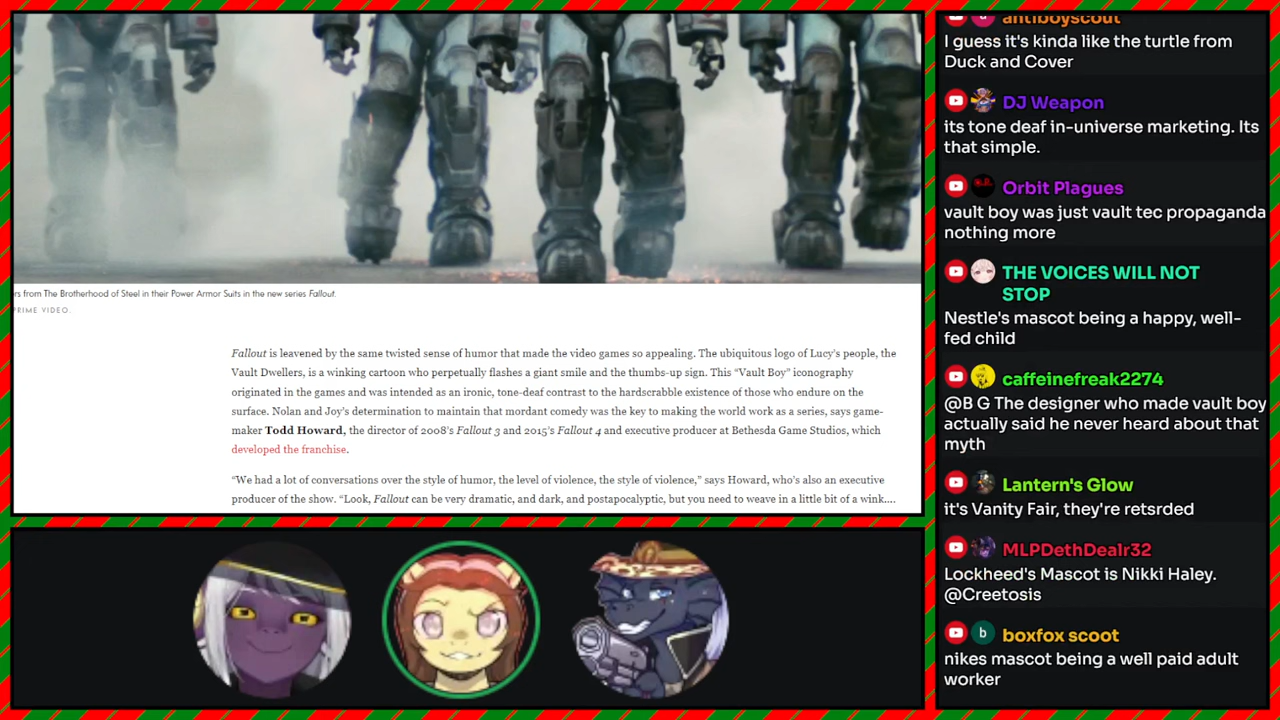 rs from The Brotherhood of Steel in their Power Armor Suits in the new series Fallout.
PRIME VIDEO.
Fallout is leavened by the same twisted sense of humor that made the video games so appealing. The ubiquitous logo of Lucy’s people, the
Vault Dwellers, is a winking cartoon who perpetually flashes a giant smile and the thumbs-up sign. This “Vault Boy” iconography
originated in the games and was intended as an ironic, tone-deaf contrast to the hardscrabble existence of those who endure on the
surface. Nolan and Joy’s determination to maintain that mordant comedy was the key to making the world work as a series, says game-
maker Todd Howard, the director of 2008’s Fallout 3 and 2015’s Fallout 4 and executive producer at Bethesda Game Studios, which
developed the franchise.
“We had a lot of conversations over the style of humor, the level of violence, the style of violence,” says Howard, who’s also an executive
producer of the show. “Look, Fallout can be very dramatic, and dark, and postapocalyptic, but you need to weave in a little bit of a wink....
antiboyscout
I guess it's kinda like the turtle from
Duck and Cover
DJ Weapon
its tone deaf in-universe marketing. Its
that simple.
Orbit Plagues
vault boy was just vault tec propaganda
nothing more
THE VOICES WILL NOT
STOP
Nestle's mascot being a happy, well-
fed child
caffeinefreak2274
@B G The designer who made vault boy
actually said he never heard about that
myth
Lantern's Glow
it's Vanity Fair, they're retsrded
MLPDethDealr32
Lockheed's Mascot is Nikki Haley.
@Creetosis
b
boxfox scoot
nikes mascot being a well paid adult
worker